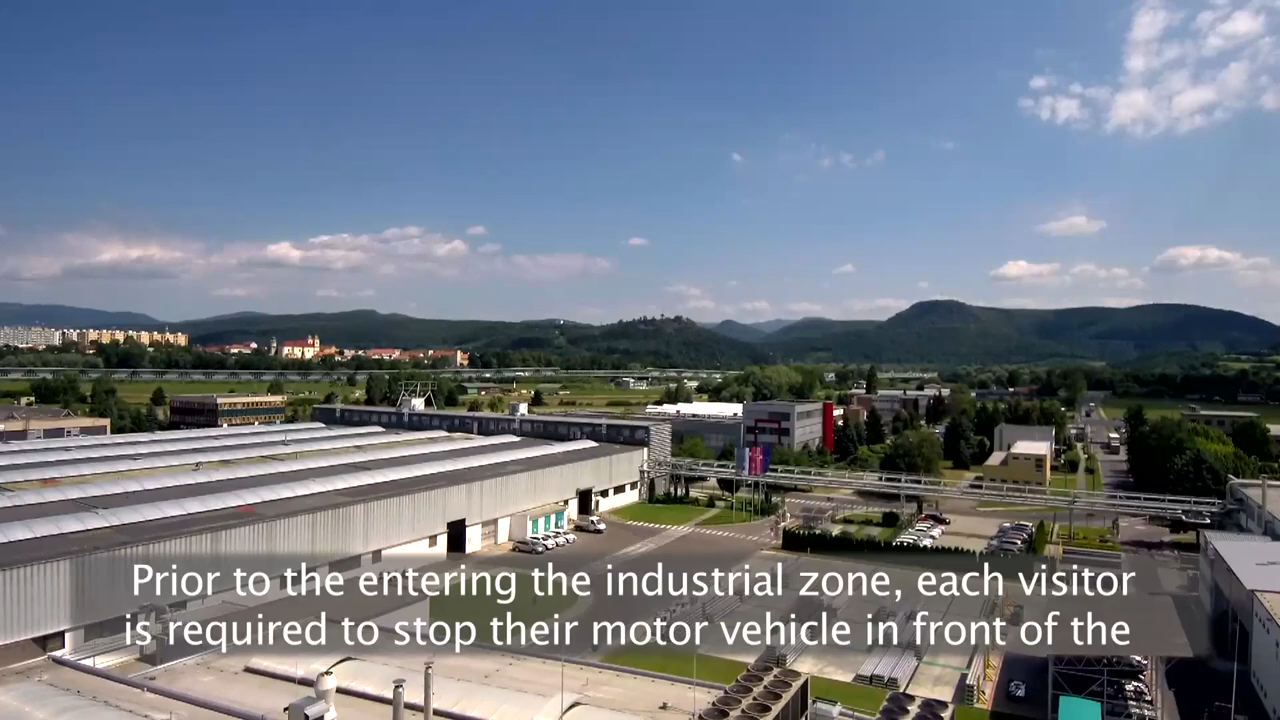 Prior to the entering the industrial zone, each visitor
is required to stop their motor vehicle in front of the